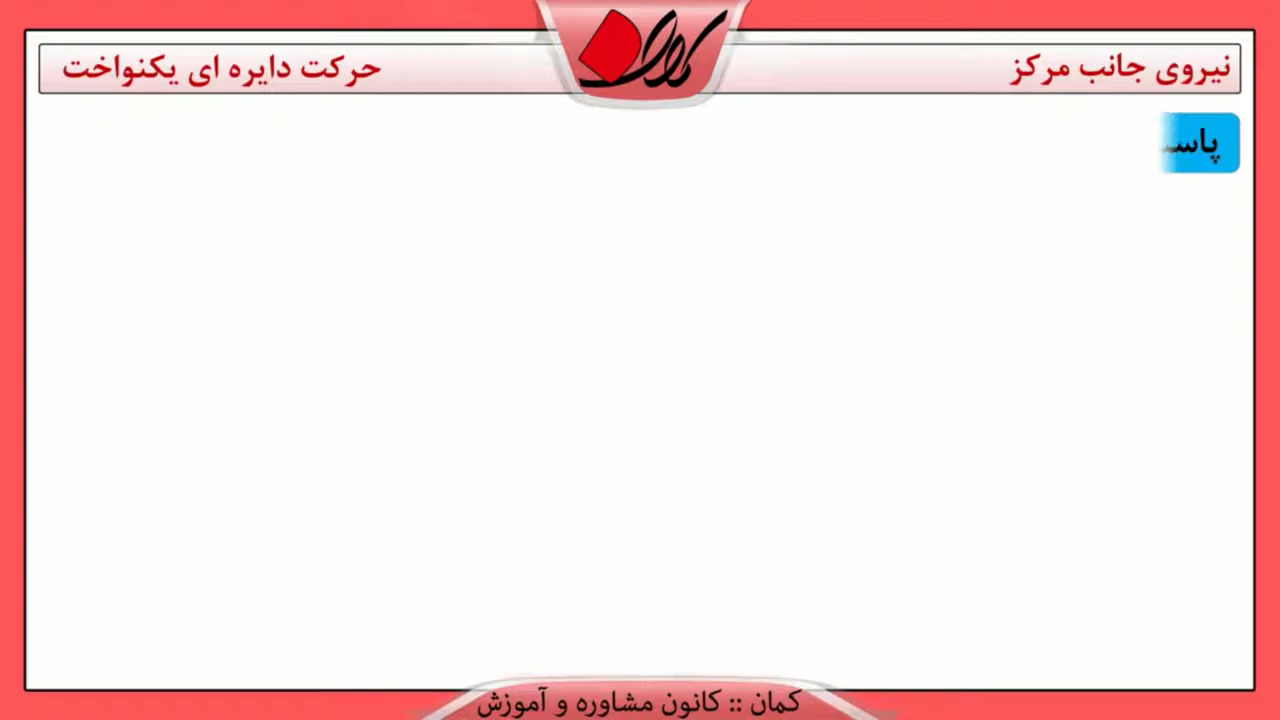 نیروی جانب مرکز
حرکت دایره ای یکنواخت
کمان :: کانون مشاوره و آموزش